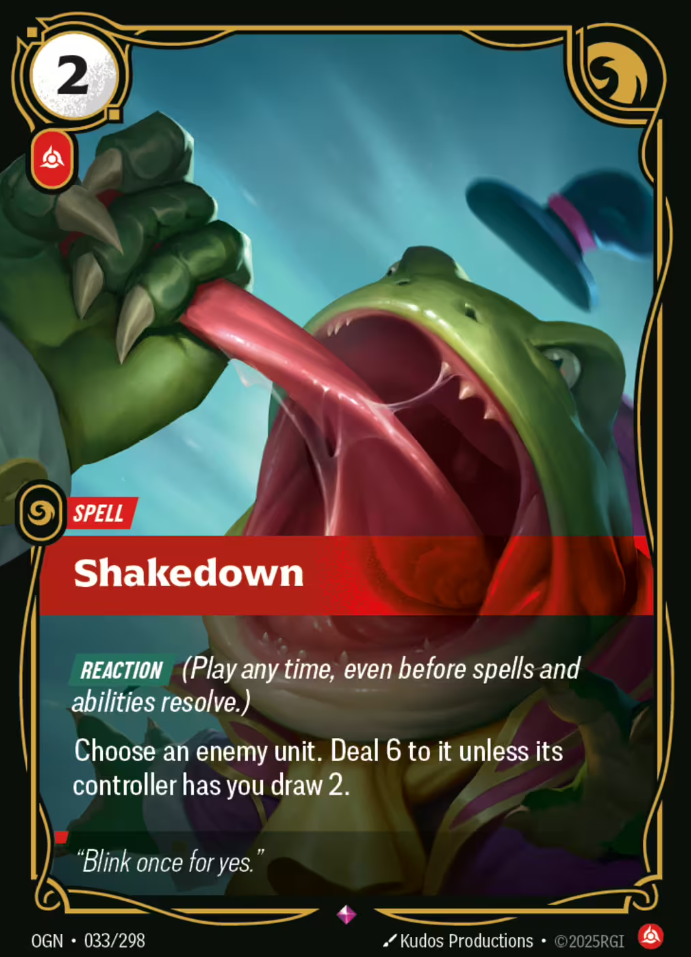 2
SPELL
Shakedown
REACTION (Play any time, even before spells and
abilities resolve.)
Choose an enemy unit. Deal 6 to it unless its
controller has you draw 2.
“Blink once for yes.”
OGN • 033/298
Kudos Productions • ©2025RGI